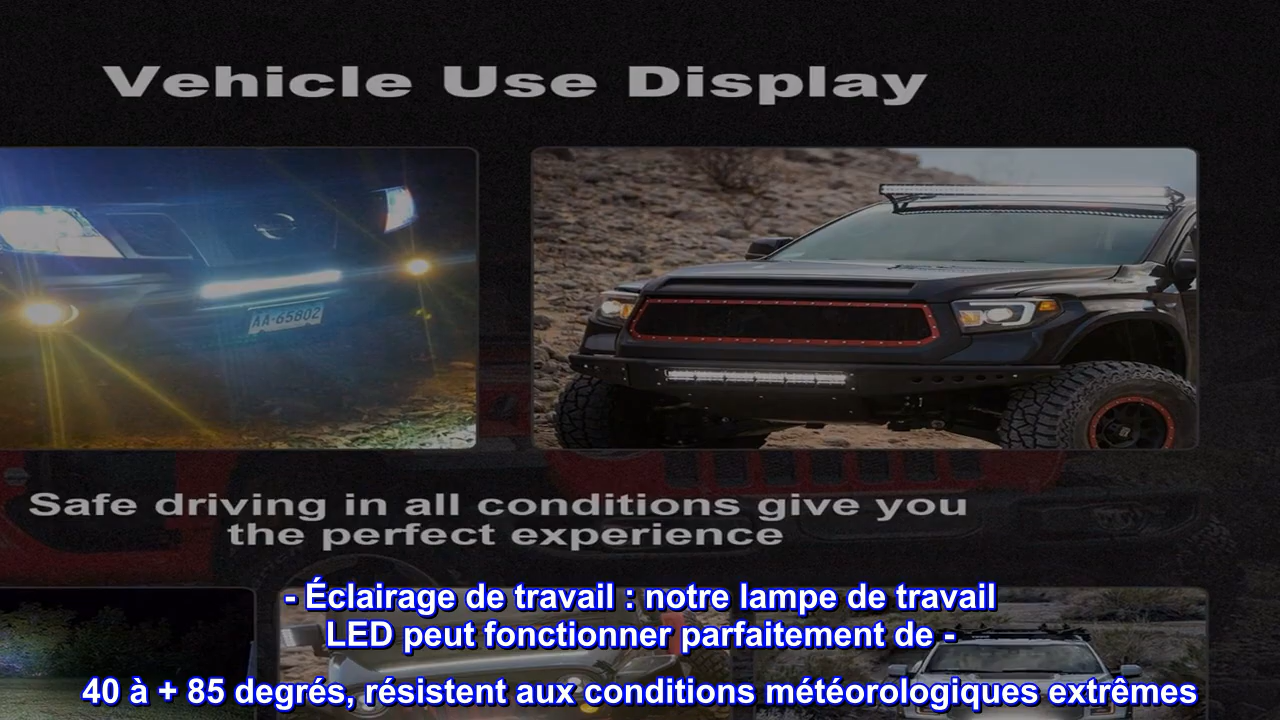 Vehicle Use Display
AA-65802
Safe driving in all conditions give you
the perfect experience
- Éclairage de travail : notre lampe de travail
LED peut fonctionner parfaitement de -
40 à + 85 degrés, résistent aux conditions météorologiques extrêmes